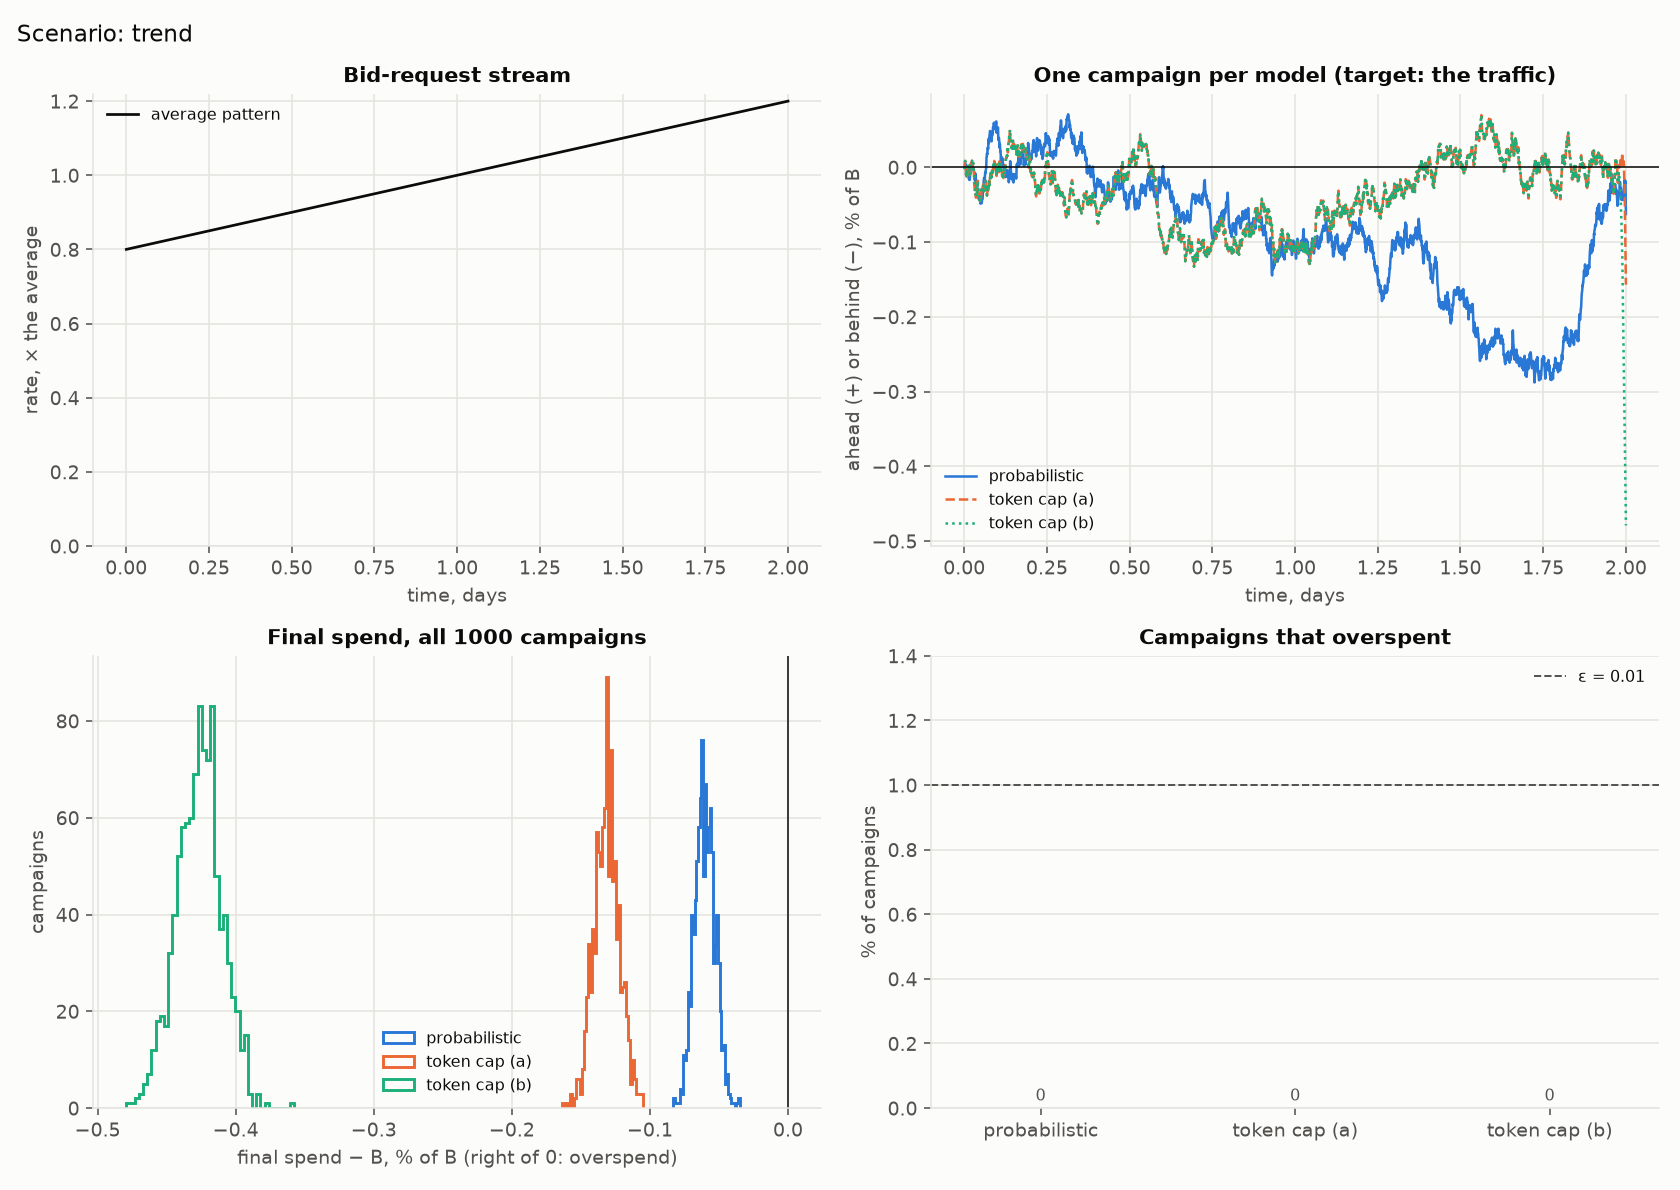 Scenario: trend
Bid-request stream
average pattern
rate, × the average
1.2
1.0
0.8
0.6
0.4
0.2
0.0
0.00 0.25 0.50 0.75 1.00 1.25 1.50 1.75 2.00
time, days
One campaign per model (target: the traffic)
ahead (+) or behind (−), % of B
0.0
−0.1
−0.2
−0.3
−0.4
−0.5
probabilistic
token cap (a)
token cap (b)
0.00 0.25 0.50 0.75 1.00 1.25 1.50 1.75 2.00
time, days
Final spend, all 1000 campaigns
campaigns
80
60
40
20
0
probabilistic
token cap (a)
token cap (b)
−0.5 −0.4 −0.3 −0.2 −0.1 0.0
final spend − B, % of B (right of 0: overspend)
Campaigns that overspent
% of campaigns
1.4
1.2
1.0
0.8
0.6
0.4
0.2
0.0
ε = 0.01
0 0 0
probabilistic token cap (a) token cap (b)